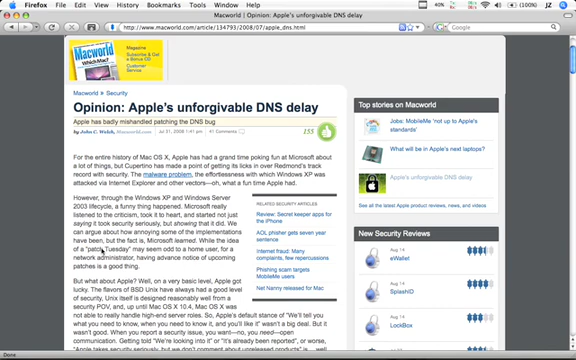 Firefox File Edit View History Bookmarks Tools Window Help
40% (100%) JZ
Macworld | Opinion: Apple's unforgivable DNS delay
http://www.macworld.com/article/134793/2008/07/apple_dns.html
Google
Macworld
Which Mac?
Magazine
Subscribe & Get
a Bonus CD
Customer
Service
Macworld » Security
Opinion: Apple's unforgivable DNS delay
Apple has badly mishandled patching the DNS bug
by John C. Welch, Macworld.com Jul 31, 2008 1:41 pm 41 Comments
155
For the entire history of Mac OS X, Apple has had a grand time poking fun at Microsoft about
a lot of things, but Cupertino has made a point of getting its licks in over Redmond's track
record with security. The malware problem, the effortlessness with which Windows XP was
attacked via Internet Explorer and other vectors—oh, what a fun time Apple had.
However, through the Windows XP and Windows Server
2003 lifecycle, a funny thing happened. Microsoft really
listened to the criticism, took it to heart, and started not just
saying it took security seriously, but showing that it did. We
can argue about how annoying some of the implementations
have been, but the fact is, Microsoft learned. While the idea
of a "patch Tuesday" may seem odd to a home user, for a
network administrator, having advance notice of upcoming
patches is a good thing.
But what about Apple? Well, on a very basic level, Apple got
lucky. The flavors of BSD Unix have always had a good level
of security, Unix itself is designed reasonably well from a
security POV, and, up until Mac OS X 10.4, Mac OS X was
not able to really handle high-end server roles. So, Apple's default stance of "We'll tell you
what you need to know, when you need to know it, and you'll like it" wasn't a big deal. But it
wasn't good. When you report a security issue, you want—no, you need—open
communication. Getting told "We're looking into it" or "It's already been reported", or worse,
RELATED SECURITY ARTICLES
Review: Secret keeper apps for
the iPhone
AOL phisher gets seven year
sentence
Internet fraud: Many
complaints, few repercussions
Phishing scam targets
MobileMe users
Net Nanny released for Mac
Top stories on Macworld
Jobs: MobileMe 'not up to Apple's
standards'
What will be in Apple's next laptops?
Apple's unforgivable DNS delay
See all the latest Apple product reviews, news, and videos
New Security Reviews
Aug 14
eWallet
Aug 14
SplashID
Aug 14
LockBox
Aug 14
Done